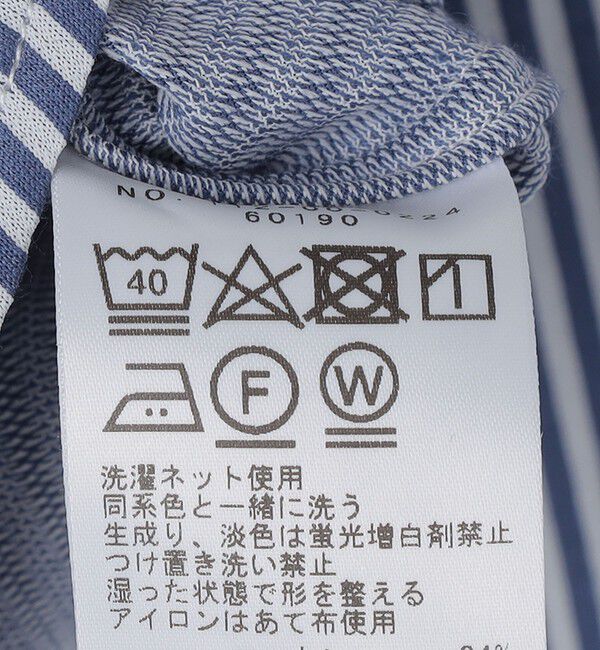 60190
40
F W
洗濯ネット使用
同系色と一緒に洗う
生成り、淡色は蛍光増白剤禁止
つけ置き洗い禁止
湿った状態で形を整える
アイロンはあて布使用